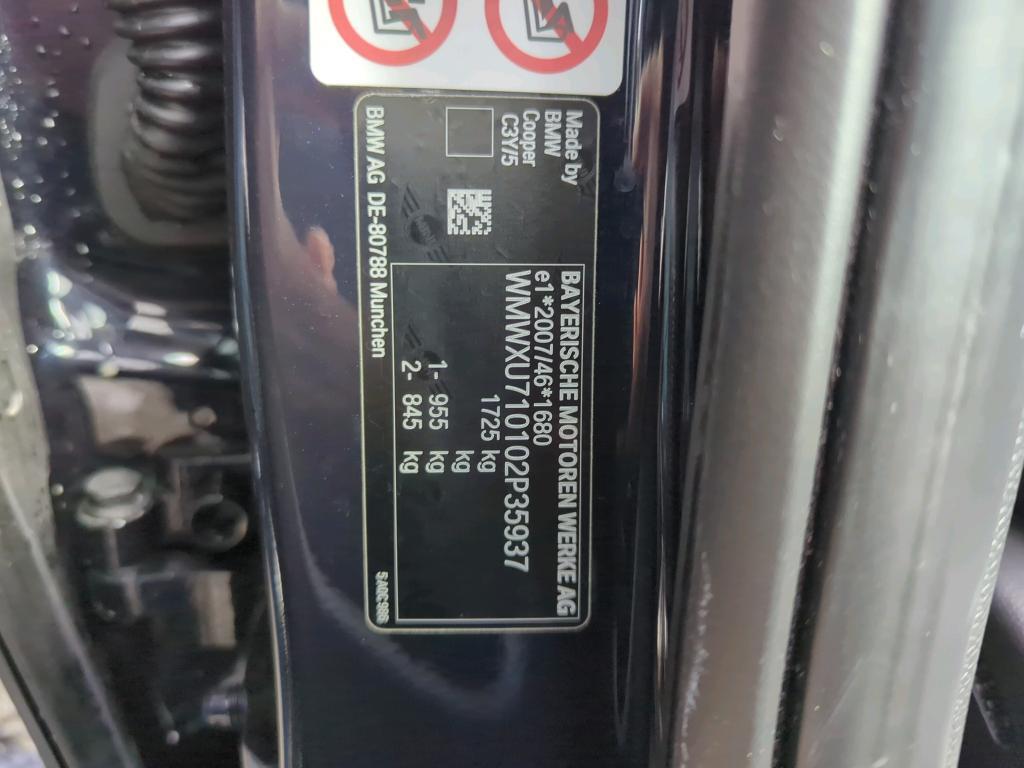 Made by
BMW
Cooper
C3Y/5
BAYERISCHE MOTOREN WERKE AG
e1*2007/46*1680
WMWXU710102P35937
1725 kg
kg
1- 955 kg
2- 845 kg
BMW AG DE-80788 Munchen